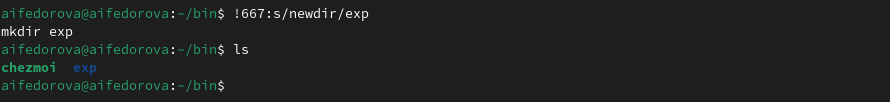 aifedorova@aifedorova:~/bin$ !667:s/newdir/exp
mkdir exp
aifedorova@aifedorova:~/bin$ ls
chezmoi  exp
aifedorova@aifedorova:~/bin$